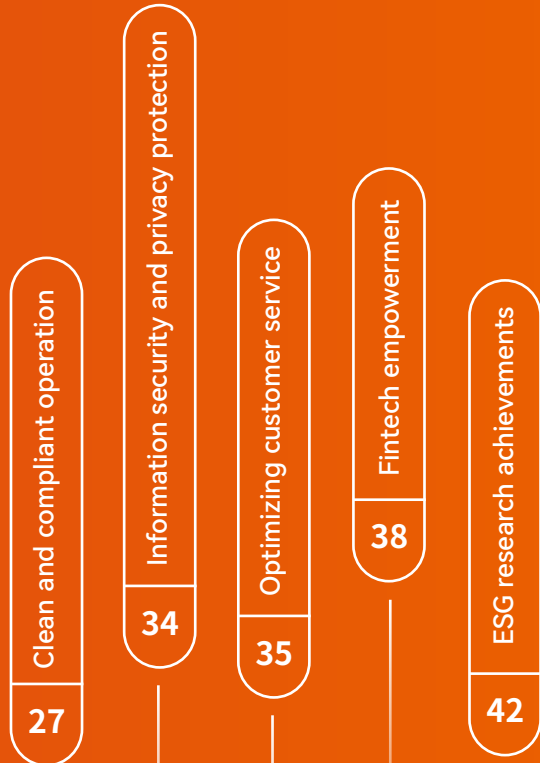 Clean and compliant operation
27
Information security and privacy protection
34
Optimizing customer service
35
Fintech empowerment
38
ESG research achievements
42